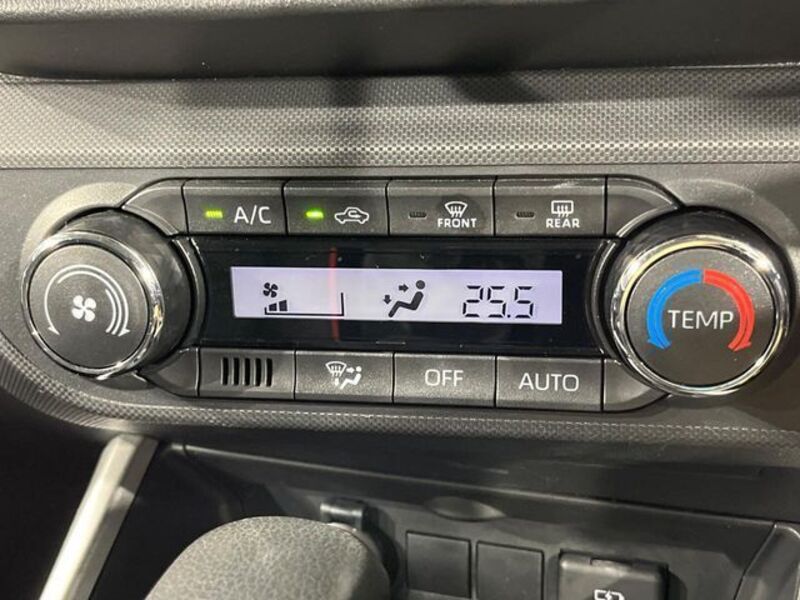 A/C
FRONT
REAR
25.5
TEMP
OFF
AUTO